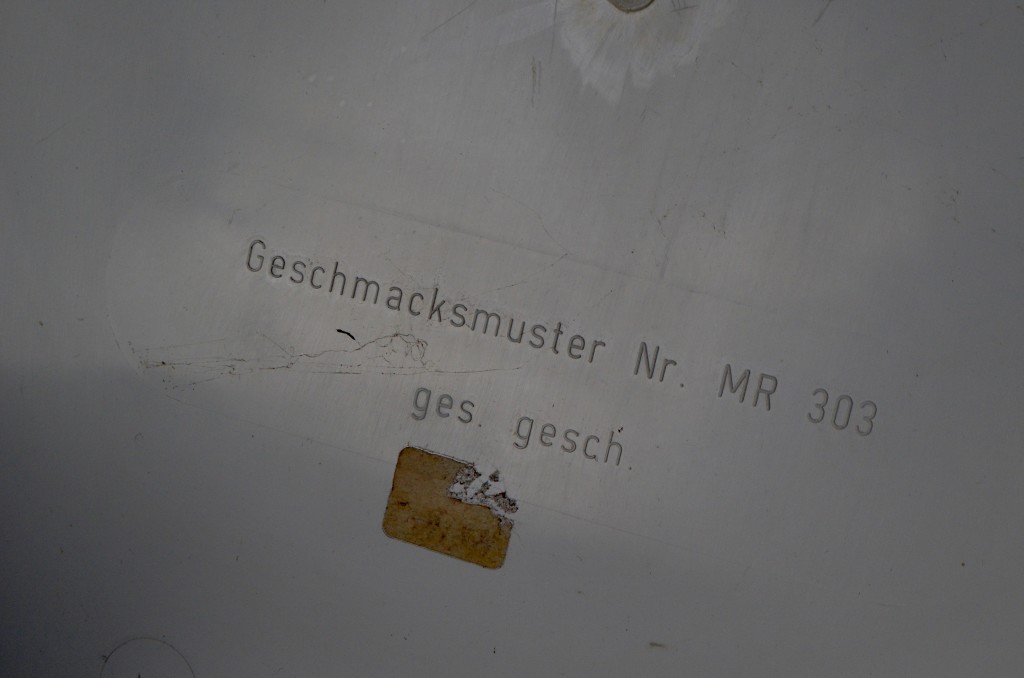 Geschmacksmuster Nr. MR 303
ges. gesch.